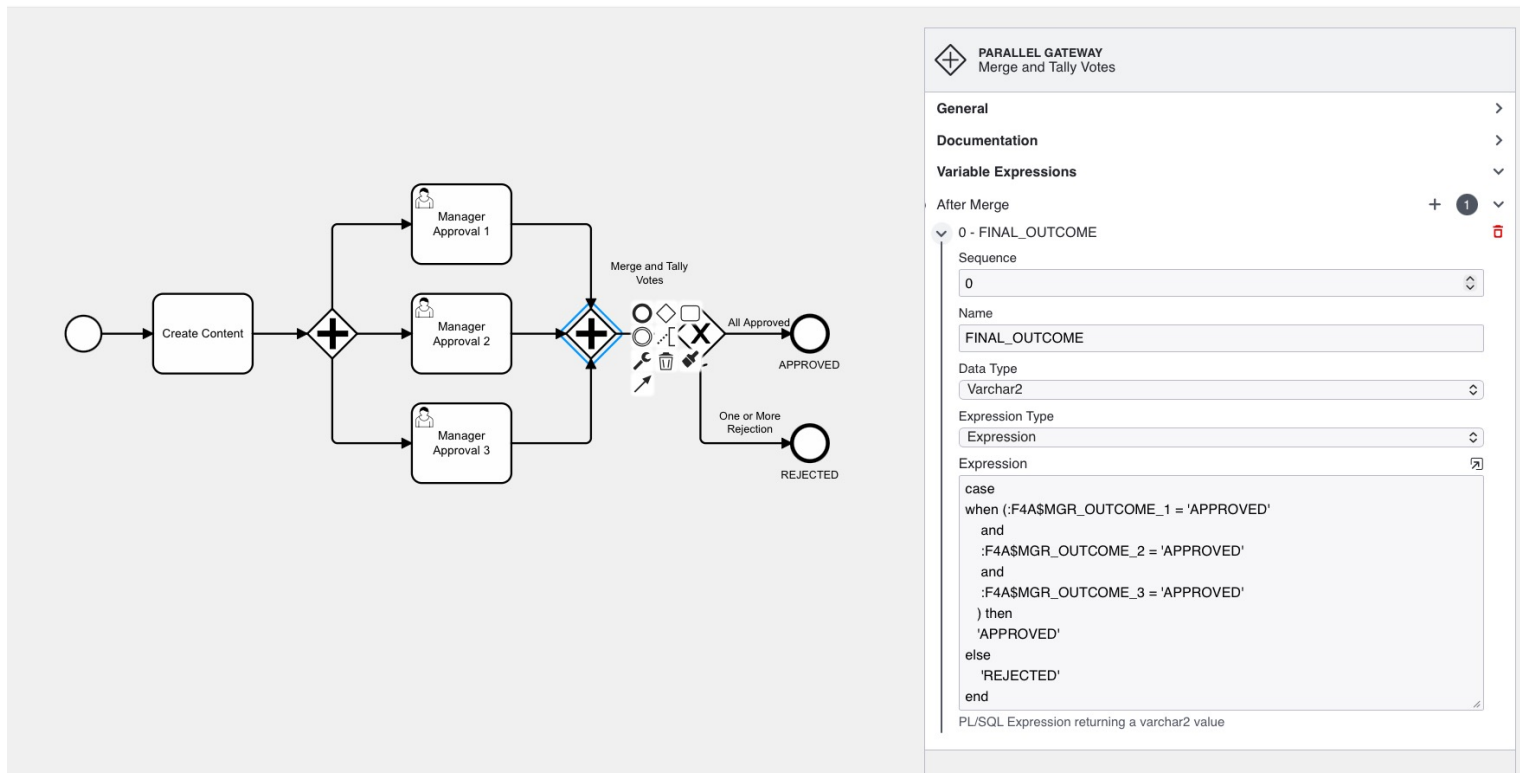 Create Content
Manager
Approval 1
Manager
Approval 2
Manager
Approval 3
Merge and Tally
Votes
All Approved
APPROVED
One or More
Rejection
REJECTED
PARALLEL GATEWAY
Merge and Tally Votes
General
Documentation
Variable Expressions
After Merge
1
0 - FINAL_OUTCOME
Sequence
0
Name
FINAL_OUTCOME
Data Type
Varchar2
Expression Type
Expression
Expression
case
when (:F4A$MGR_OUTCOME_1 = 'APPROVED'
and
:F4A$MGR_OUTCOME_2 = 'APPROVED'
and
:F4A$MGR_OUTCOME_3 = 'APPROVED'
) then
'APPROVED'
else
'REJECTED'
end
PL/SQL Expression returning a varchar2 value